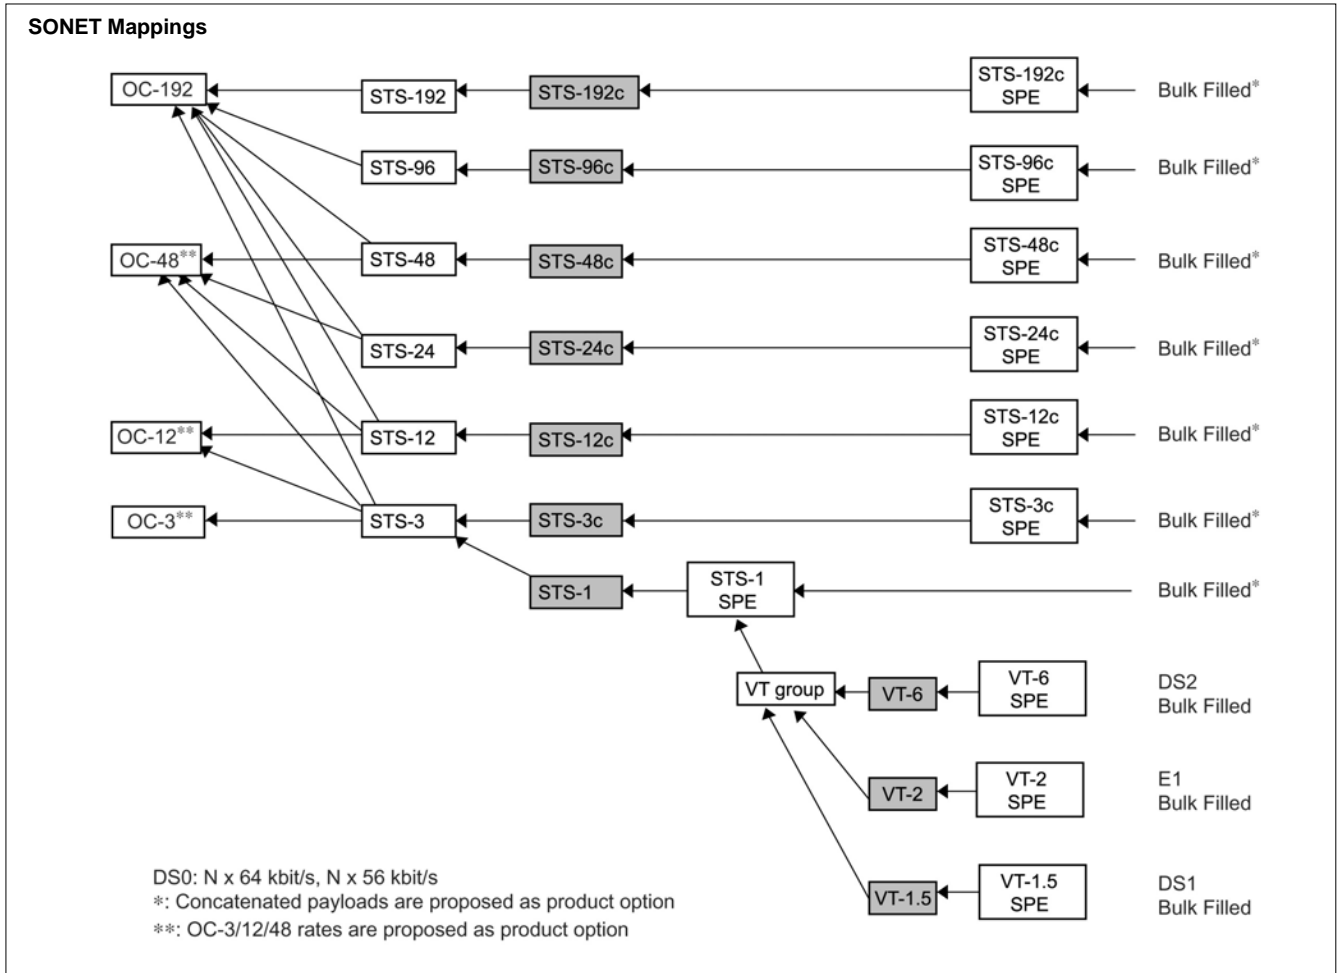 SONET Mappings
OC-192
STS-192
STS-192c
STS-192c
SPE
Bulk Filled*
STS-96
STS-96c
STS-96c
SPE
Bulk Filled*
OC-48**
STS-48
STS-48c
STS-48c
SPE
Bulk Filled*
STS-24
STS-24c
STS-24c
SPE
Bulk Filled*
OC-12**
STS-12
STS-12c
STS-12c
SPE
Bulk Filled*
OC-3**
STS-3
STS-3c
STS-3c
SPE
Bulk Filled*
STS-1
STS-1
SPE
Bulk Filled*
VT group
VT-6
VT-6
SPE
DS2
Bulk Filled
VT-2
VT-2
SPE
E1
Bulk Filled
VT-1.5
VT-1.5
SPE
DS1
Bulk Filled
DS0: N x 64 kbit/s, N x 56 kbit/s
*: Concatenated payloads are proposed as product option
**: OC-3/12/48 rates are proposed as product option